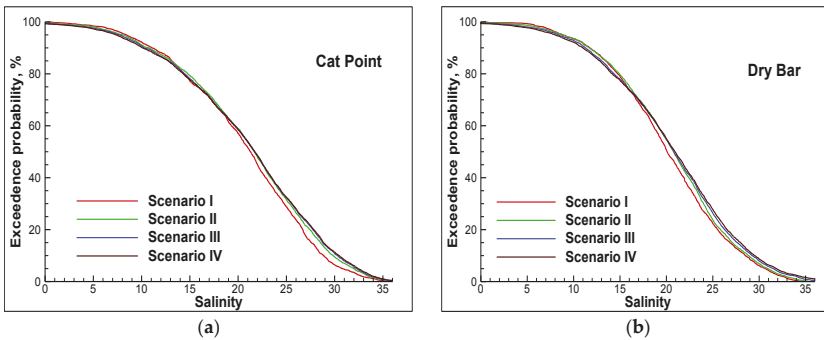 Exceedence probability, %
100
80
60
40
20
0
Cat Point
Scenario I
Scenario II
Scenario III
Scenario IV
0 5 10 15 20 25 30 35
Salinity
(a)
Exceedence probability, %
100
80
60
40
20
0
Dry Bar
Scenario I
Scenario II
Scenario III
Scenario IV
0 5 10 15 20 25 30 35
Salinity
(b)